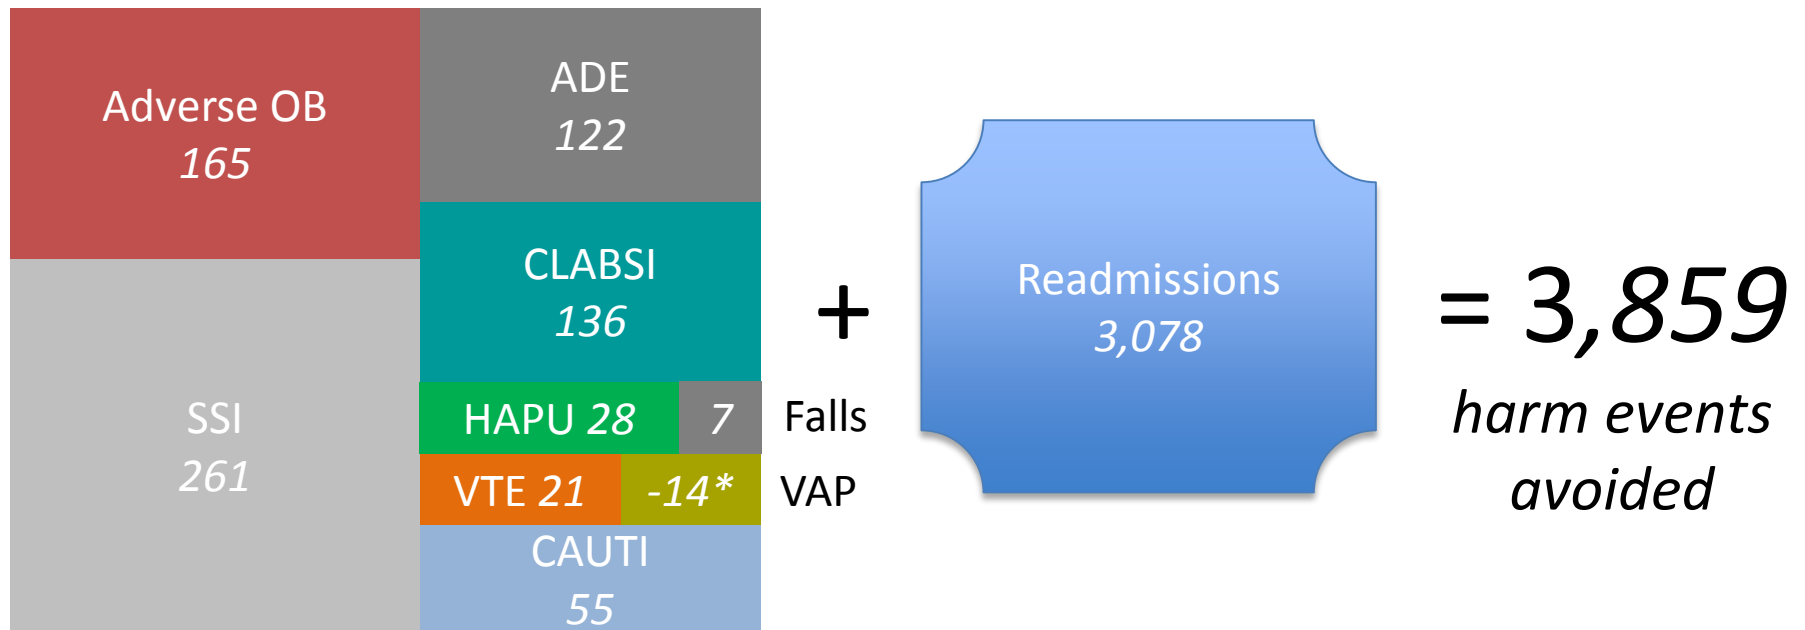 Adverse OB
165
SSI
261
ADE
122
CLABSI
136
HAPU 28
7
Falls
VTE 21
-14*
VAP
CAUTI
55
+
Readmissions
3,078
= 3,859
harm events
avoided